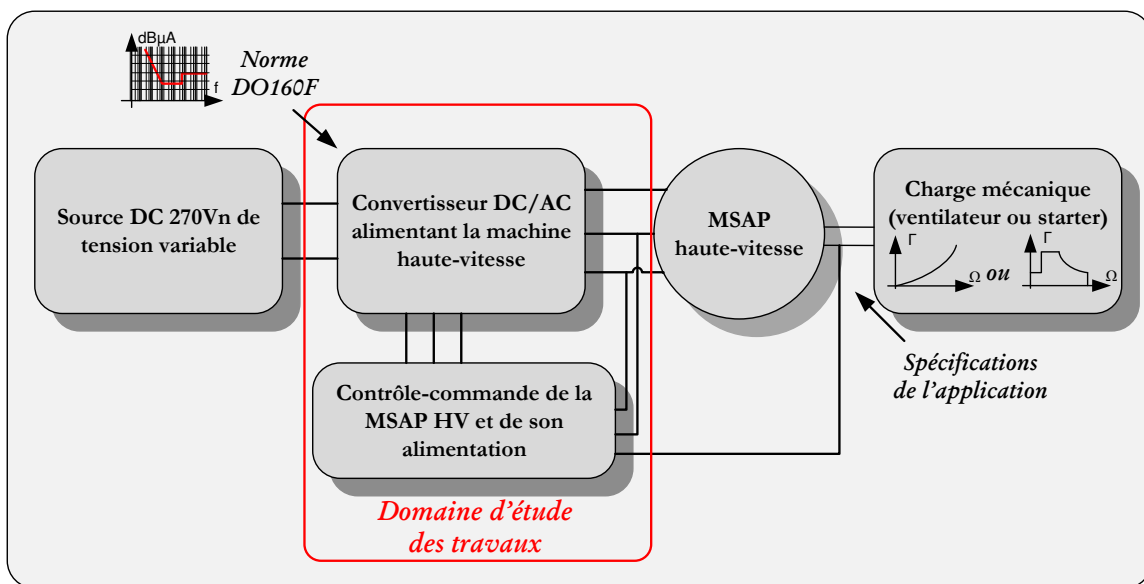 dBµA
f
Norme
DO160F
Source DC 270Vn de
tension variable
Convertisseur DC/AC
alimentant la machine
haute-vitesse
MSAP
haute-vitesse
Charge mécanique
(ventilateur ou starter)
Γ
Ω
ou
Γ
Ω
Contrôle-commande de la
MSAP HV et de son
alimentation
Spécifications
de l'application
Domaine d'étude
des travaux